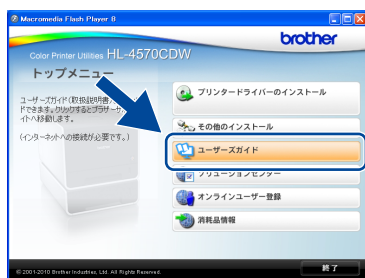 Macromedia Flash Player 8
brother
Color Printer Utilities HL-4570CDW
トップメニュー
ユーザーズガイド(取扱説明書
ドできます。クリックするとブラザーサ
イトへ移動します。
(インターネットへの接続が必要です。)
プリンタードライバーのインストール
その他のインストール
ユーザーズガイド
ソリューションセンター
オンラインユーザー登録
消耗品情報
© 2001-2010 Brother Industries, Ltd. All Rights Reserved.
終了